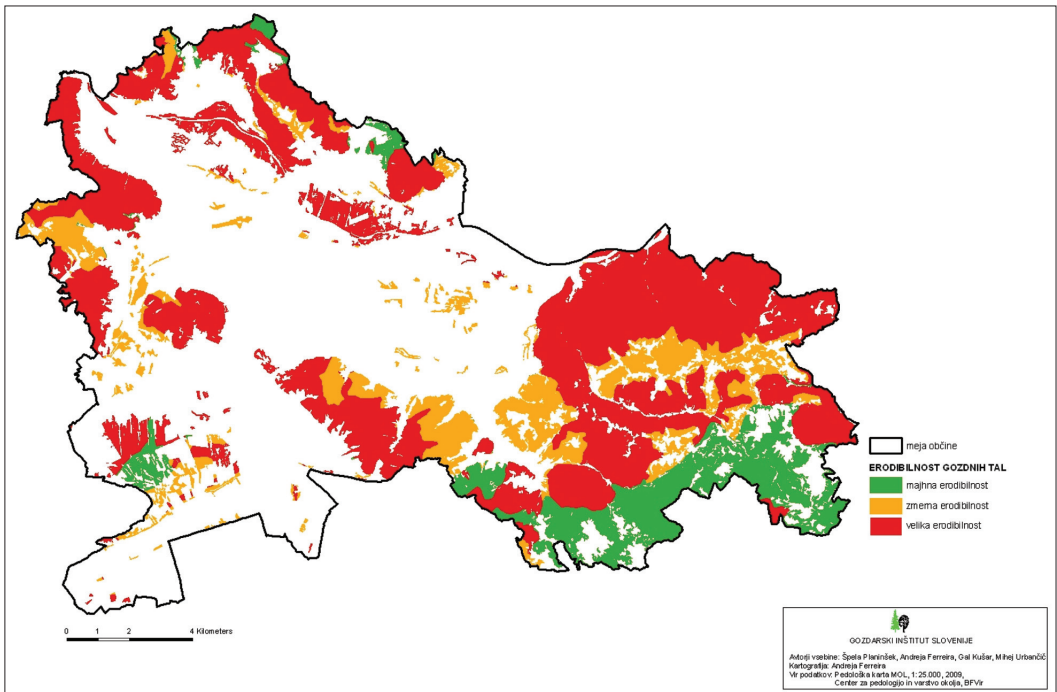 meja občine
ERODIBILNOST GOZDNIH TAL
majhna erodibilnost
zmerna erodibilnost
velika erodibilnost
0 1 2 4 Kilometers
GOZDARSKI INŠTITUT SLOVENIJE
Avtorji vsebine: Špela Planinšek, Andreja Ferreira, Gal Kušar, Mihej Urbančič
Kartografija: Andreja Ferreira
Vir podatkov: Pedološka karta MOL, 1:25.000, 2009,
Center za pedologijo in varstvo okolja, BFVir